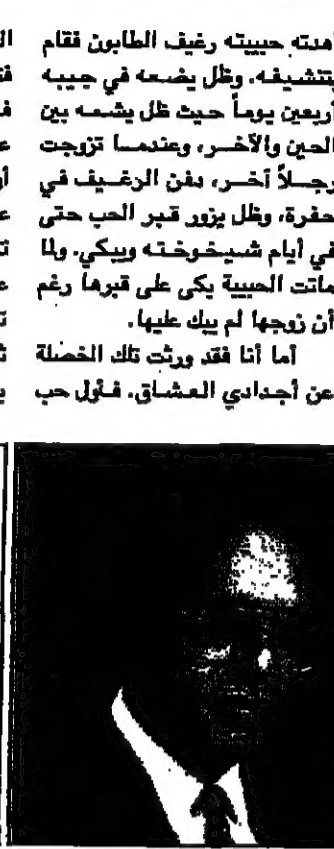 أهدته حبيبته رغيف الطابون فقام
بتنشيفه، وظل يضعه في جيبه
أربعين يوماً حيث ظل يشمه بين
الحين والآخر، وعندما تزوجت
رجلاً آخر، دفن الرغيف في
حفرة، وظل يزور قبر الحب حتى
في أيام شيخوخته ويبكي. ولما
ماتت الحبيبة بكى على قبرها رغم
أن زوجها لم يبك عليها.
أما أنا فقد ورثت تلك الخصلة
عن أجدادي العشاق. فأول حب